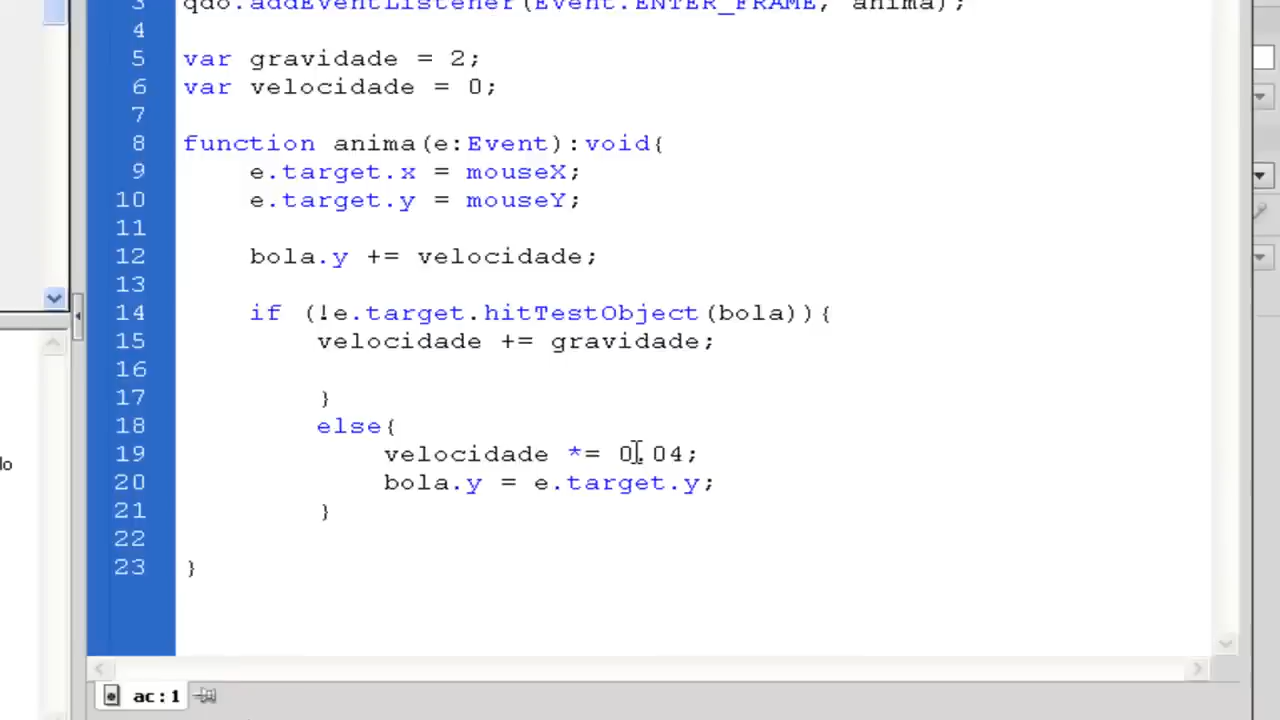 3 qdo.addEventListener(Event.ENTER_FRAME, anima);
4
5 var gravidade = 2;
6 var velocidade = 0;
7
8 function anima(e:Event):void{
9 e.target.x = mouseX;
10 e.target.y = mouseY;
11
12 bola.y += velocidade;
13
14 if (!e.target.hitTestObject(bola)){
15 velocidade += gravidade;
16
17 }
18 else{
19 velocidade *= 0.04;
20 bola.y = e.target.y;
21 }
22
23 }
ac:1